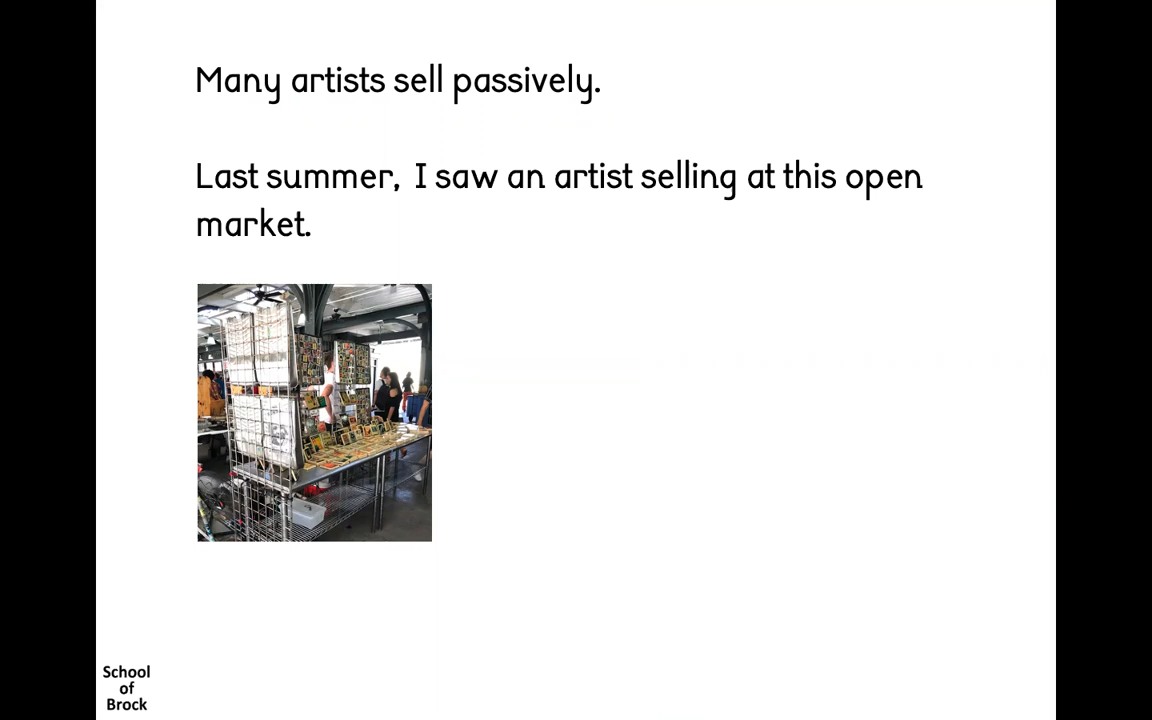 Many artists sell passively.
Last summer, I saw an artist selling at this open
market.
School
of
Brock